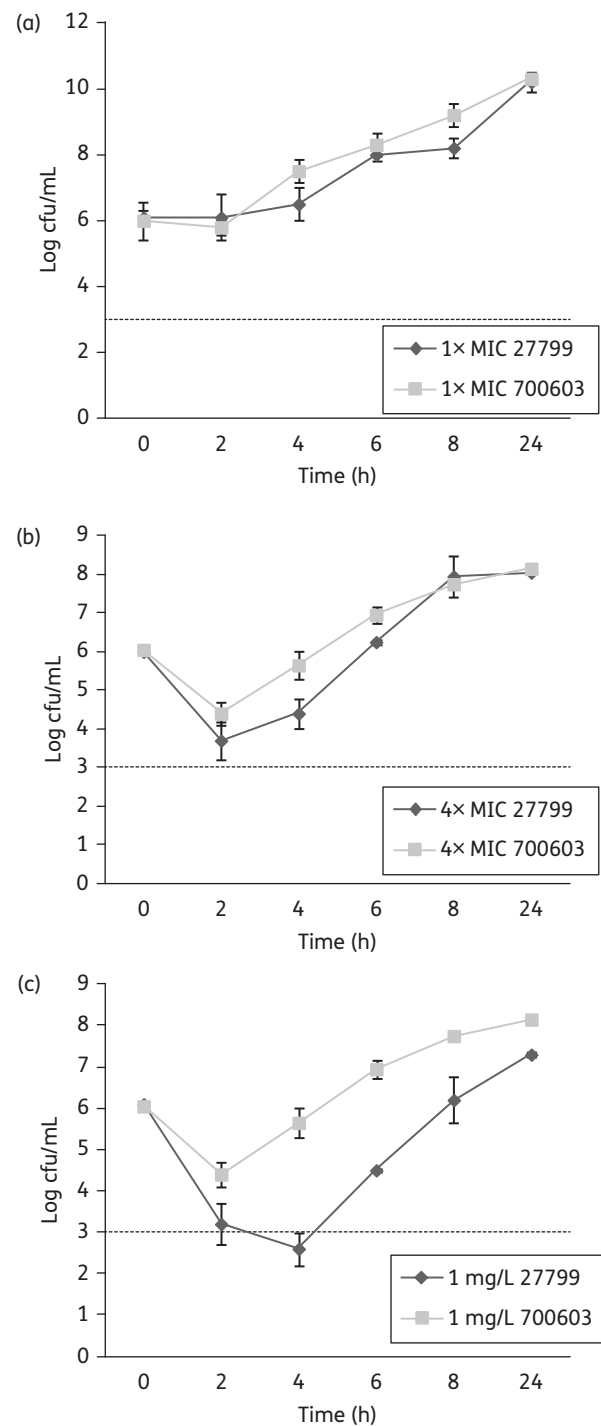 (a)
12
10
8
6
4
2
0
Log cfu/mL
1× MIC 27799
1× MIC 700603
0 2 4 6 8 24
Time (h)
(b)
9
8
7
6
5
4
3
2
1
0
Log cfu/mL
4× MIC 27799
4× MIC 700603
0 2 4 6 8 24
Time (h)
(c)
9
8
7
6
5
4
3
2
1
0
Log cfu/mL
1 mg/L 27799
1 mg/L 700603
0 2 4 6 8 24
Time (h)